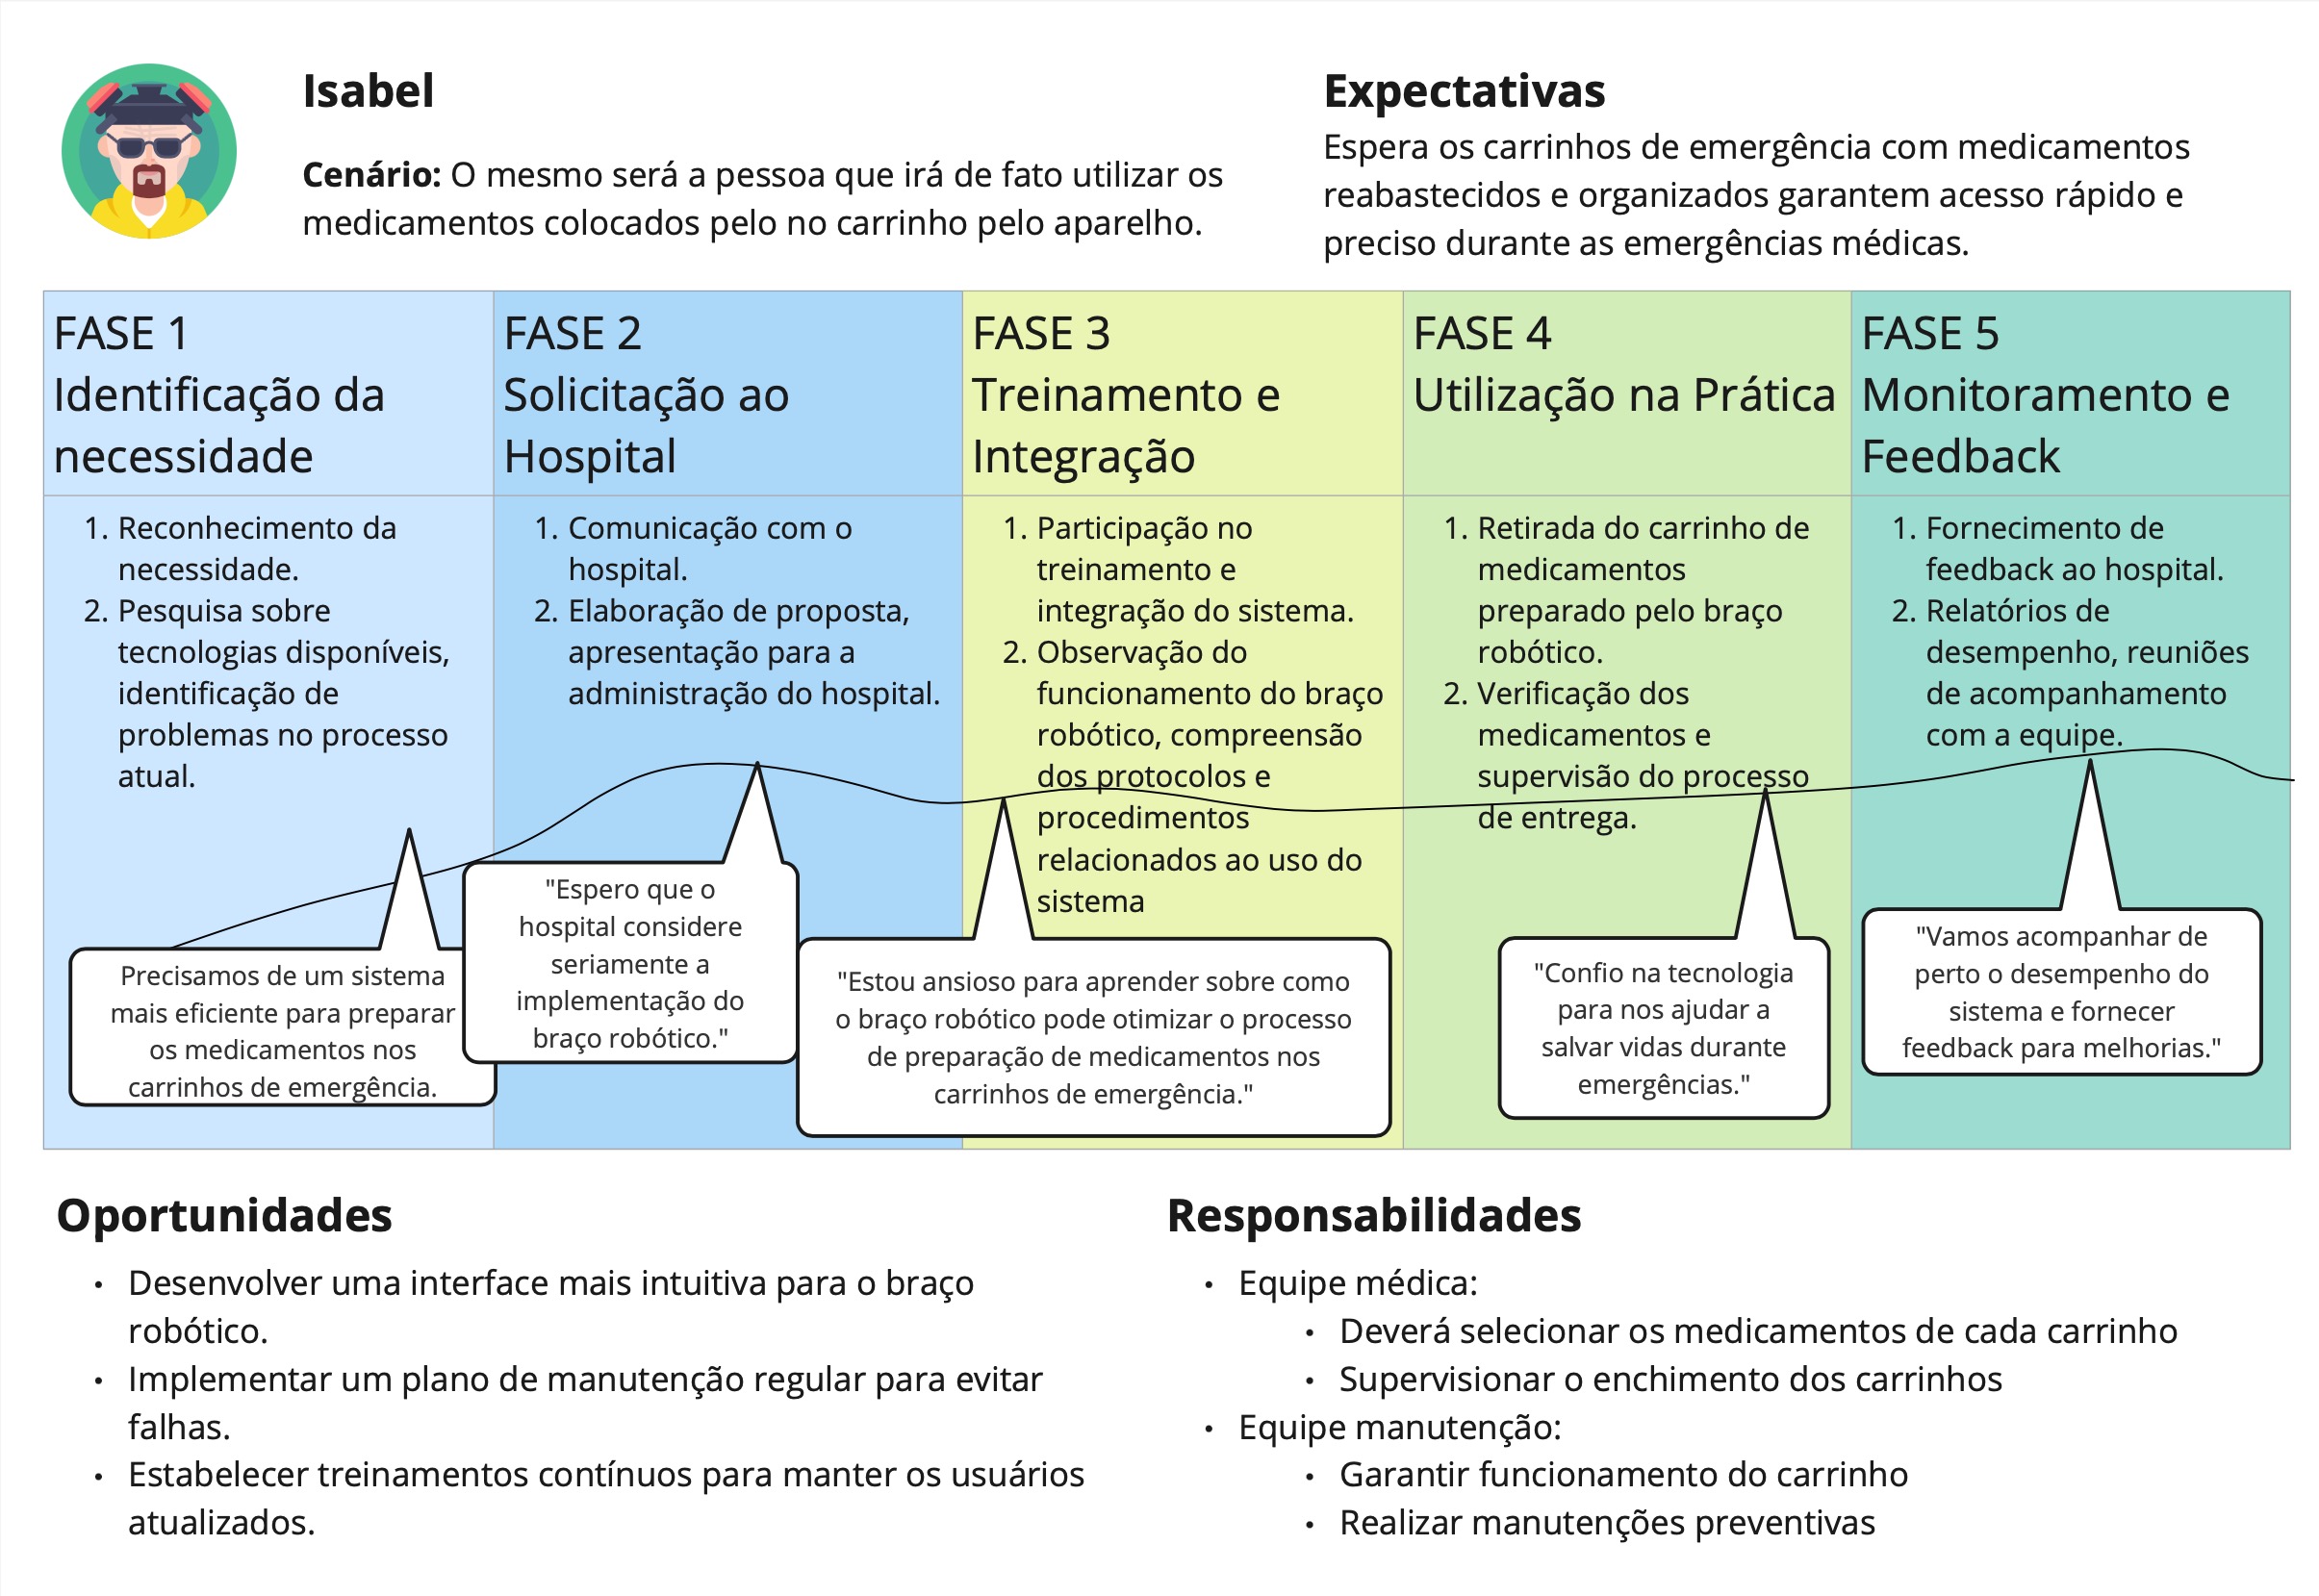 Isabel
Cenário: O mesmo será a pessoa que irá de fato utilizar os
medicamentos colocados pelo no carrinho pelo aparelho.
Expectativas
Espera os carrinhos de emergência com medicamentos
reabastecidos e organizados garantem acesso rápido e
preciso durante as emergências médicas.
FASE 1
Identificação da
necessidade
FASE 2
Solicitação ao
Hospital
FASE 3
Treinamento e
Integração
FASE 4
Utilização na Prática
FASE 5
Monitoramento e
Feedback
1. Reconhecimento da
necessidade.
2. Pesquisa sobre
tecnologias disponíveis,
identificação de
problemas no processo
atual.
1. Comunicação com o
hospital.
2. Elaboração de proposta,
apresentação para a
administração do hospital.
1. Participação no
treinamento e
integração do sistema.
2. Observação do
funcionamento do braço
robótico, compreensão
dos protocolos e
procedimentos
relacionados ao uso do
sistema
1. Retirada do carrinho de
medicamentos
preparado pelo braço
robótico.
2. Verificação dos
medicamentos e
supervisão do processo
de entrega.
1. Fornecimento de
feedback ao hospital.
2. Relatórios de
desempenho, reuniões
de acompanhamento
com a equipe.
Precisamos de um sistema
mais eficiente para preparar
os medicamentos nos
carrinhos de emergência.
"Espero que o
hospital considere
seriamente a
implementação do
braço robótico."
"Estou ansioso para aprender sobre como
o braço robótico pode otimizar o processo
de preparação de medicamentos nos
carrinhos de emergência."
"Confio na tecnologia
para nos ajudar a
salvar vidas durante
emergências."
"Vamos acompanhar de
perto o desempenho do
sistema e fornecer
feedback para melhorias."
Oportunidades
• Desenvolver uma interface mais intuitiva para o braço
robótico.
• Implementar um plano de manutenção regular para evitar
falhas.
• Estabelecer treinamentos contínuos para manter os usuários
atualizados.
Responsabilidades
• Equipe médica:
• Deverá selecionar os medicamentos de cada carrinho
• Supervisionar o enchimento dos carrinhos
• Equipe manutenção:
• Garantir funcionamento do carrinho
• Realizar manutenções preventivas